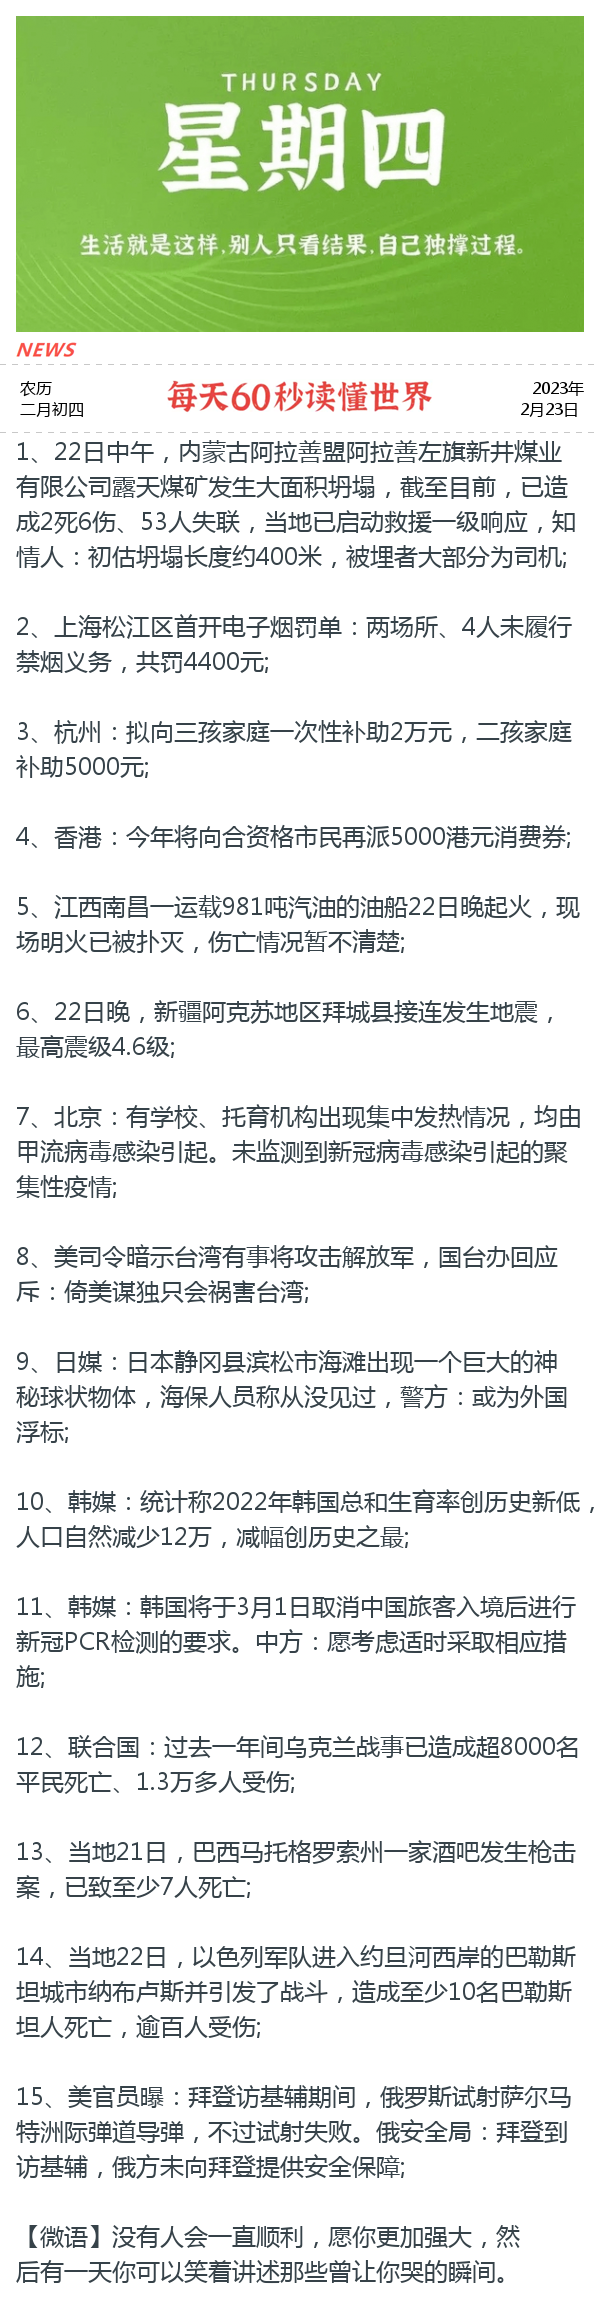 THURSDAY
星期四
生活就是这样,别人只看结果,自己独撑过程。
NEWS
农历
二月初四
每天60秒读懂世界
2023年
2月23日
1、22日中午，内蒙古阿拉善盟阿拉善左旗新井煤业
有限公司露天煤矿发生大面积坍塌，截至目前，已造
成2死6伤、53人失联，当地已启动救援一级响应，知
情人：初估坍塌长度约400米，被埋者大部分为司机;
2、上海松江区首开电子烟罚单：两场所、4人未履行
禁烟义务，共罚4400元;
3、杭州：拟向三孩家庭一次性补助2万元，二孩家庭
补助5000元;
4、香港：今年将向合资格市民再派5000港元消费券;
5、江西南昌一运载981吨汽油的油船22日晚起火，现
场明火已被扑灭，伤亡情况暂不清楚;
6、22日晚，新疆阿克苏地区拜城县接连发生地震，
最高震级4.6级;
7、北京：有学校、托育机构出现集中发热情况，均由
甲流病毒感染引起。未监测到新冠病毒感染引起的聚
集性疫情;
8、美司令暗示台湾有事将攻击解放军，国台办回应
斥：倚美谋独只会祸害台湾;
9、日媒：日本静冈县滨松市海滩出现一个巨大的神
秘球状物体，海保人员称从没见过，警方：或为外国
浮标;
10、韩媒：统计称2022年韩国总和生育率创历史新低，
人口自然减少12万，减幅创历史之最;
11、韩媒：韩国将于3月1日取消中国旅客入境后进行
新冠PCR检测的要求。中方：愿考虑适时采取相应措
施;
12、联合国：过去一年间乌克兰战事已造成超8000名
平民死亡、1.3万多人受伤;
13、当地21日，巴西马托格罗索州一家酒吧发生枪击
案，已致至少7人死亡;
14、当地22日，以色列军队进入约旦河西岸的巴勒斯
坦城市纳布卢斯并引发了战斗，造成至少10名巴勒斯
坦人死亡，逾百人受伤;
15、美官员曝：拜登访基辅期间，俄罗斯试射萨尔马
特洲际弹道导弹，不过试射失败。俄安全局：拜登到
访基辅，俄方未向拜登提供安全保障;
【微语】没有人会一直顺利，愿你更加强大，然
后有一天你可以笑着讲述那些曾让你哭的瞬间。